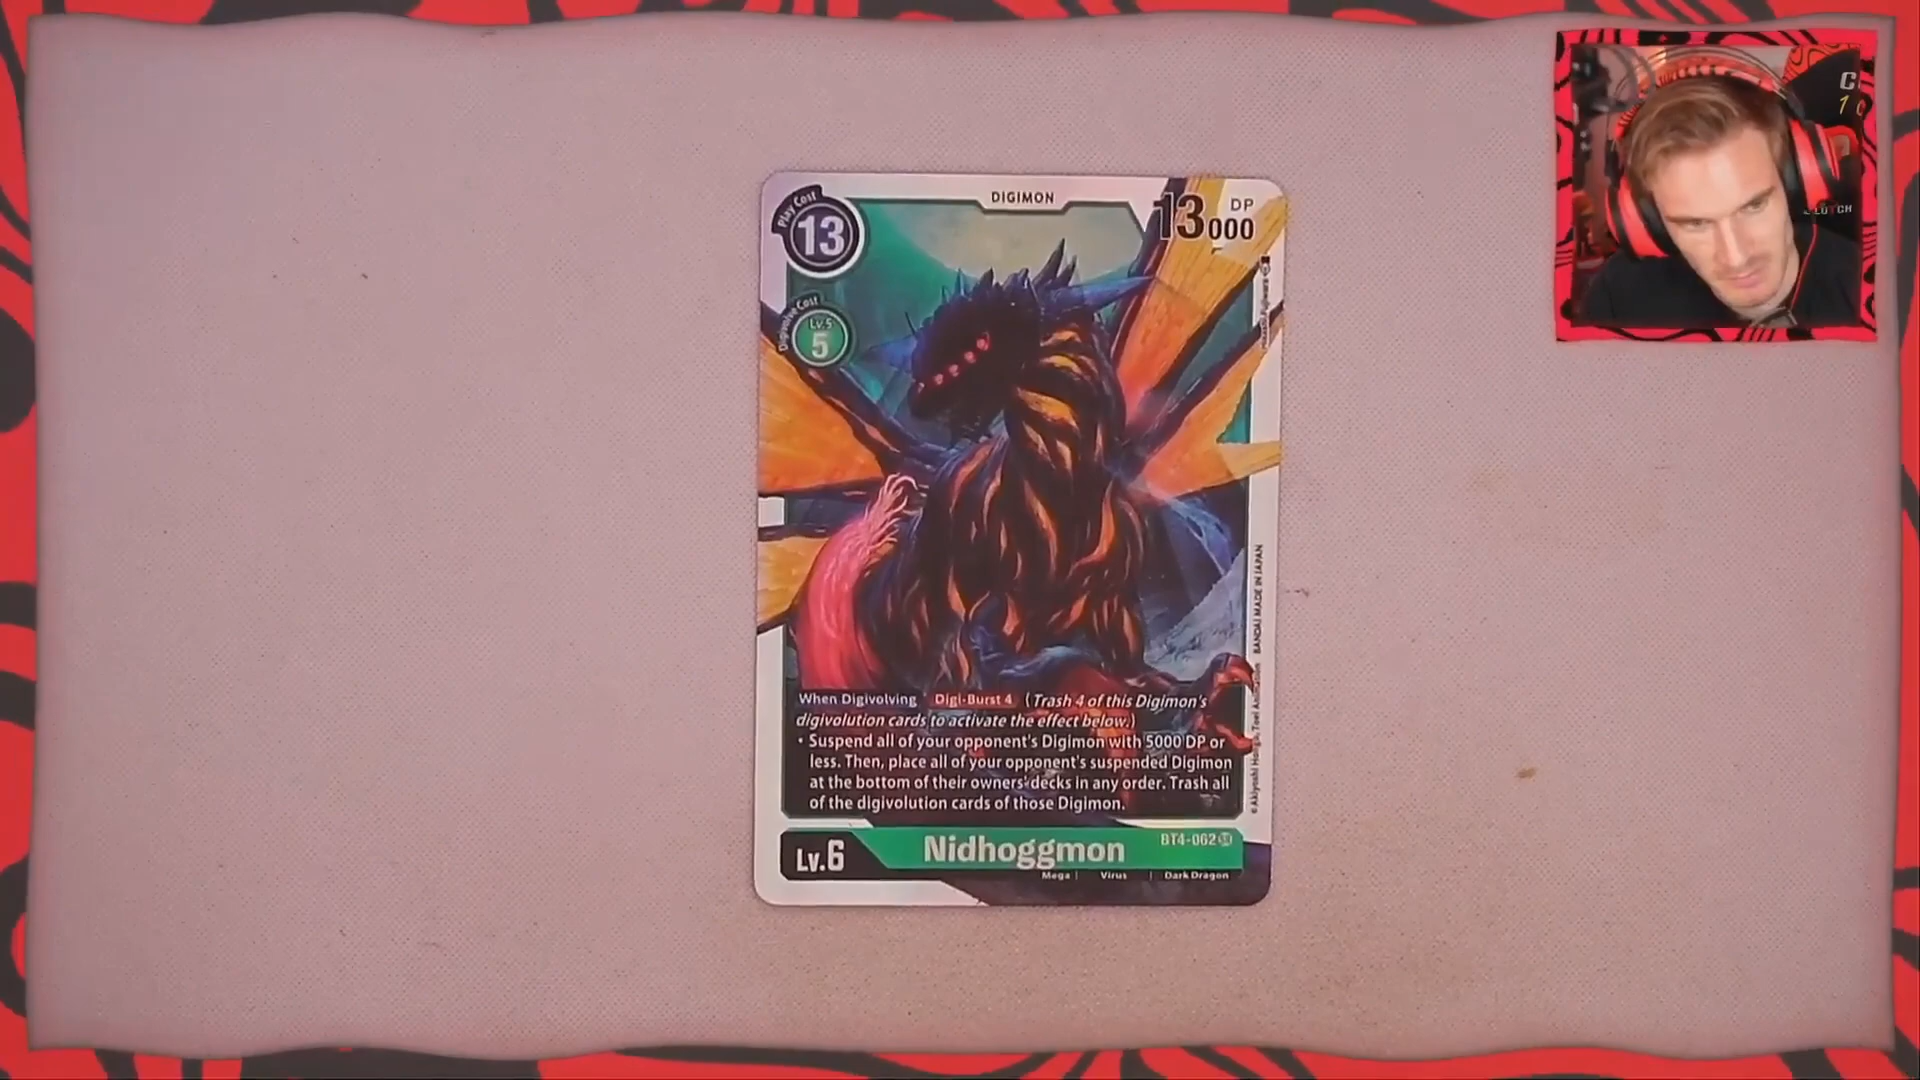 DIGIMON
Play Cost
13
DP
13000
Digivolve Cost
Lv.5
5
When Digivolving Digi-Burst 4 (Trash 4 of this Digimon's
digivolution cards to activate the effect below.)
• Suspend all of your opponent's Digimon with 5000 DP or
less. Then, place all of your opponent's suspended Digimon
at the bottom of their owners' decks in any order. Trash all
of the digivolution cards of those Digimon.
BANDAI MADE IN JAPAN
Lv.6
Nidhoggmon
BT4-062 SR
Mega | Virus | Dark Dragon
C
1